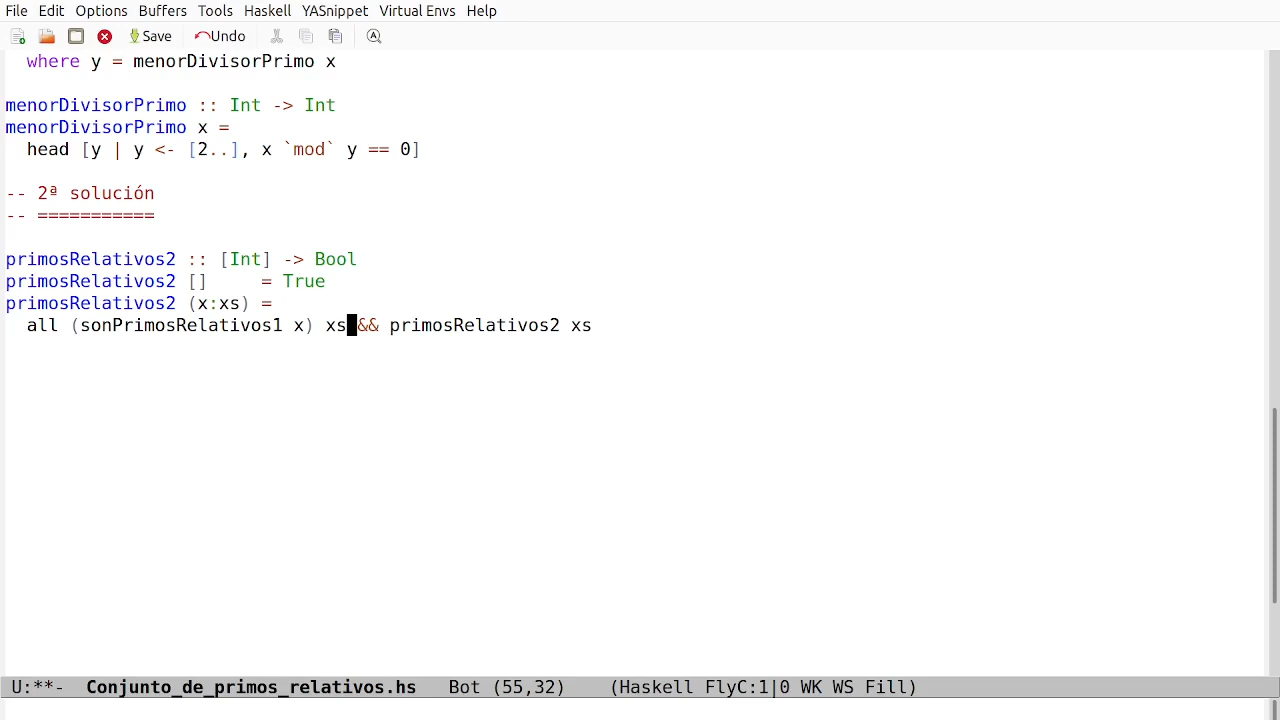 File Edit Options Buffers Tools Haskell YASnippet Virtual Envs Help
Save Undo
where y = menorDivisorPrimo x
menorDivisorPrimo :: Int -> Int
menorDivisorPrimo x =
head [y | y <- [2..], x `mod` y == 0]
-- 2ª solución
-- ===========
primosRelativos2 :: [Int] -> Bool
primosRelativos2 []     = True
primosRelativos2 (x:xs) =
all (sonPrimosRelativos1 x) xs && primosRelativos2 xs
U:**-  Conjunto_de_primos_relativos.hs   Bot (55,32)    (Haskell FlyC:1|0 WK WS Fill)